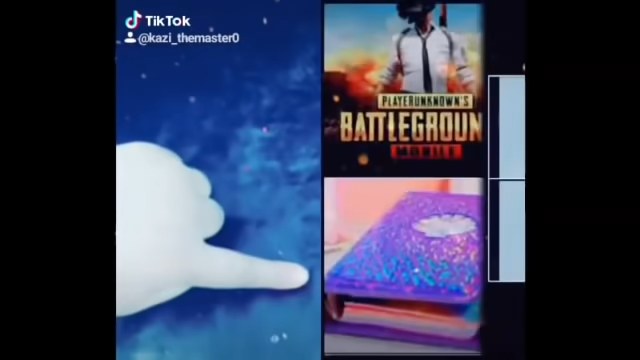 TikTok
@kazi_themaster0
PLAYERUNKNOWN'S
BATTLEGROUN
MOBILE